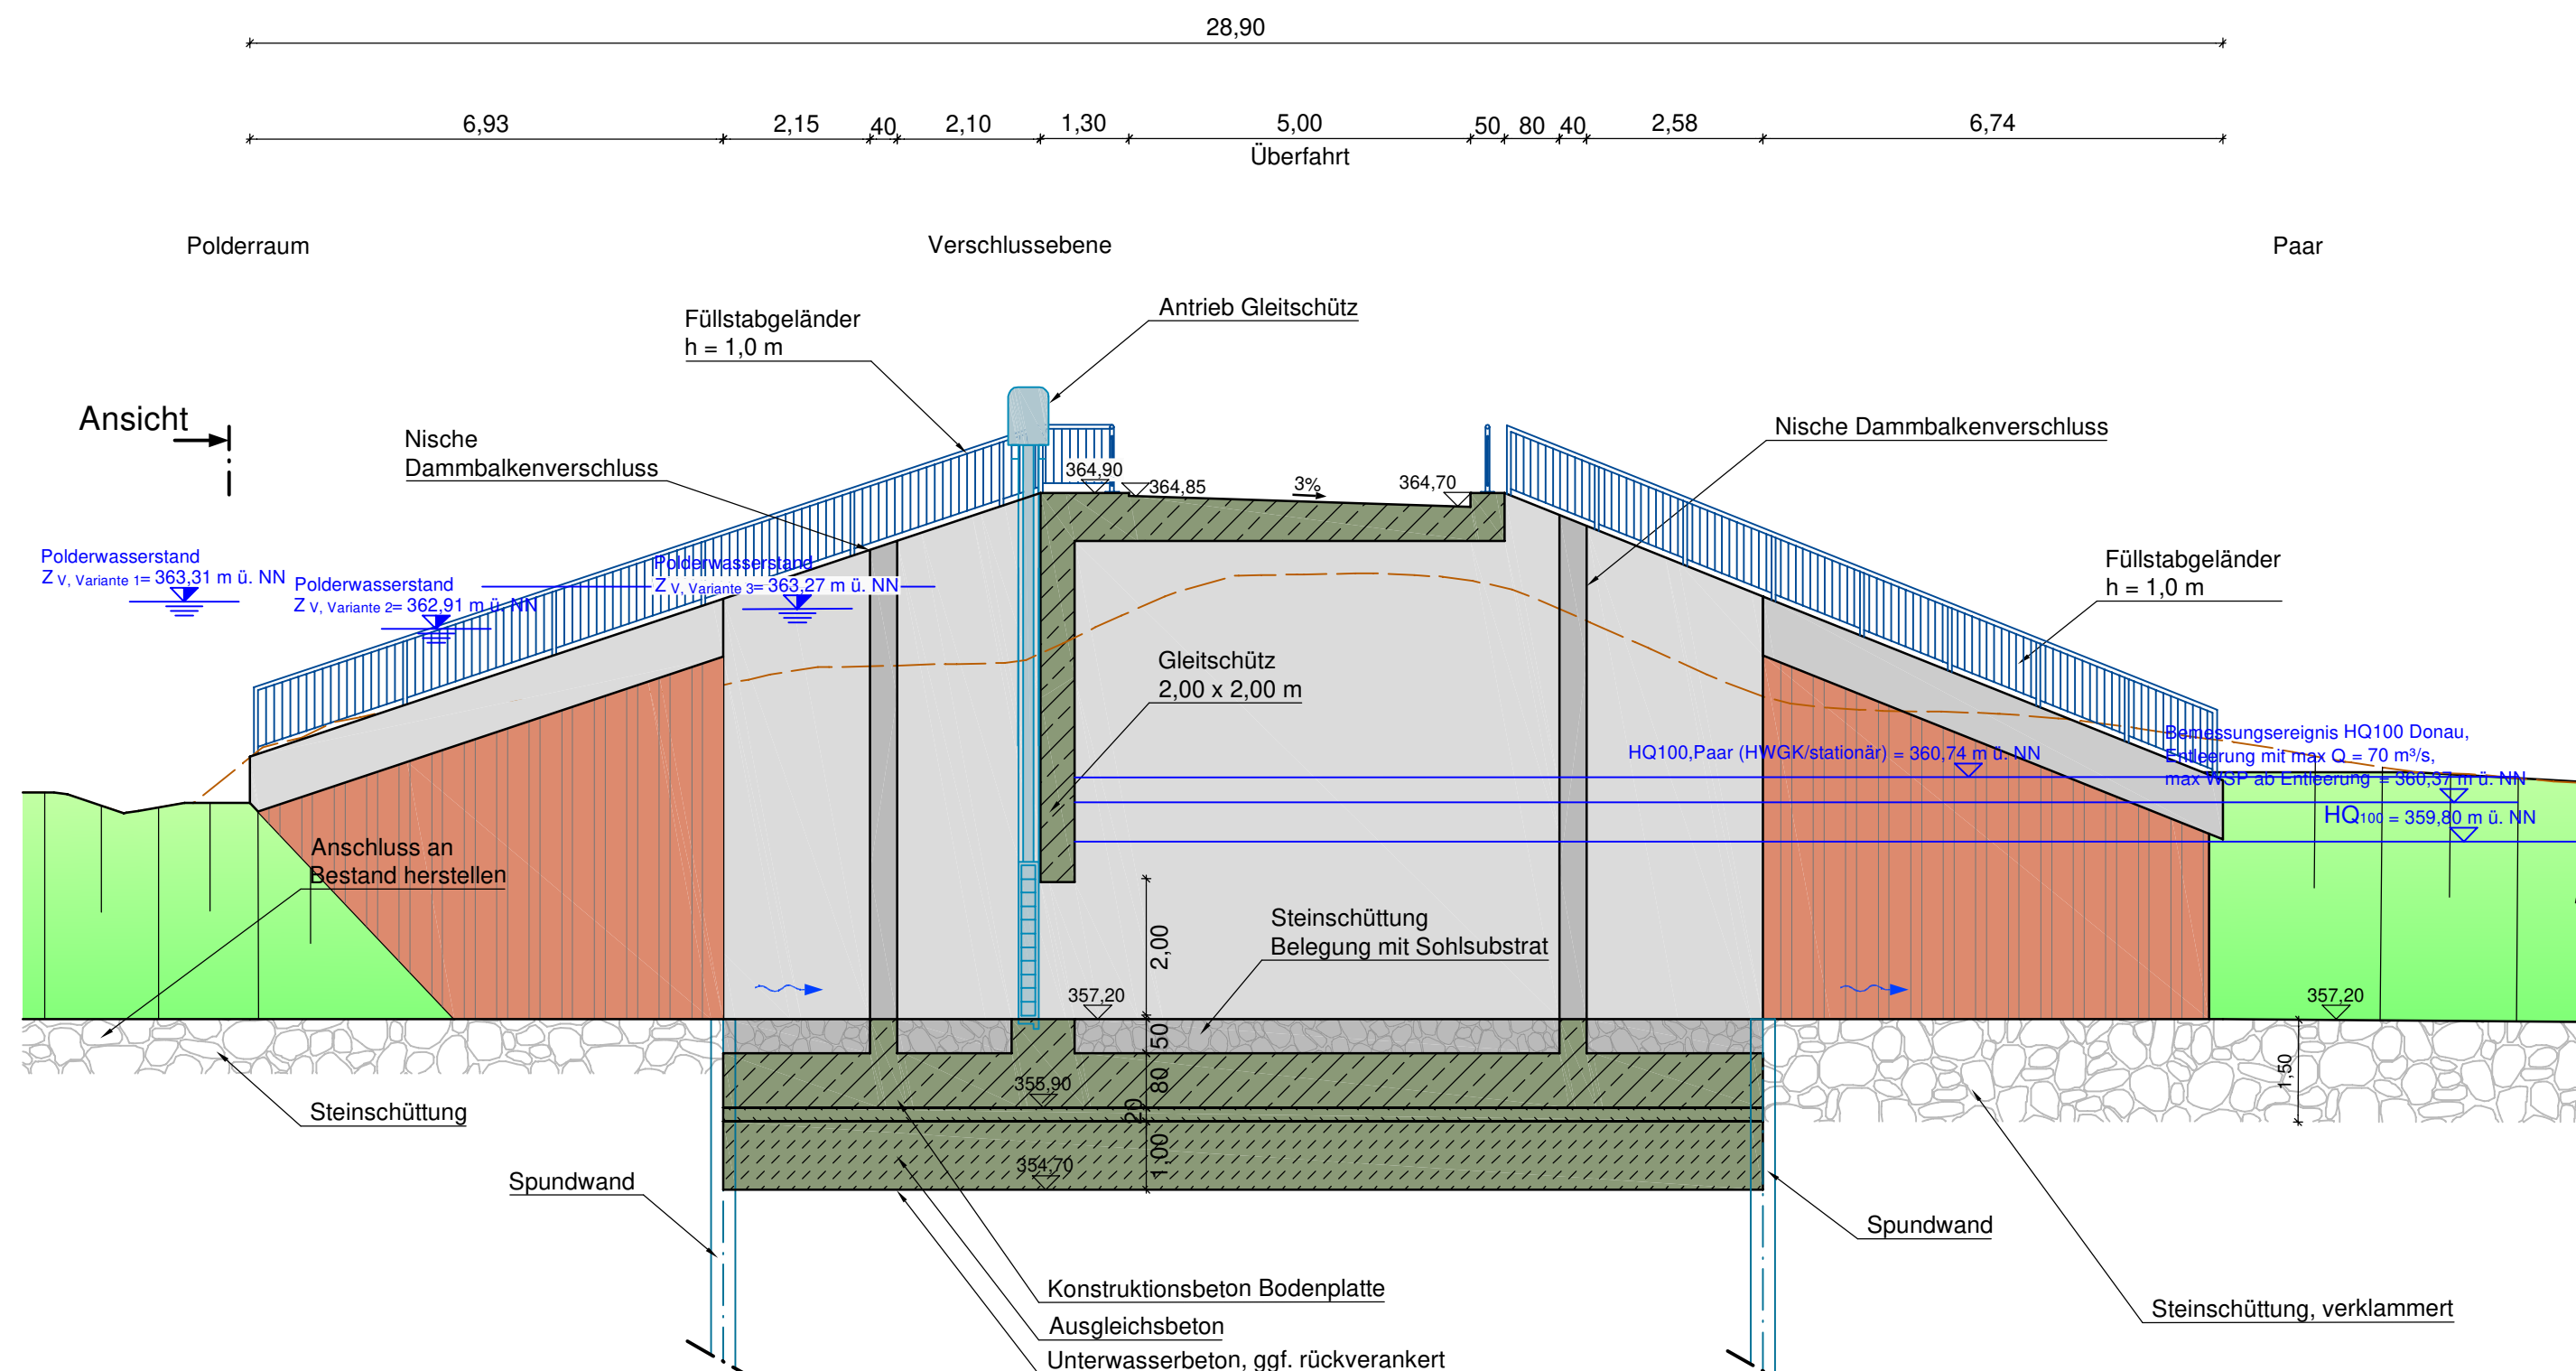 28,90
6,93
2,15
40
2,10
1,30
5,00
50
80
40
2,58
6,74
Überfahrt
Polderraum
Verschlussebene
Paar
Antrieb Gleitschütz
Füllstabgeländer
h = 1,0 m
Ansicht
Nische
Dammbalkenverschluss
Nische Dammbalkenverschluss
364,90
364,85
3%
364,70
Polderwasserstand
Z V, Variante 1= 363,31 m ü. NN
Polderwasserstand
Z V, Variante 2= 362,91 m ü. NN
Polderwasserstand
Z V, Variante 3= 363,27 m ü. NN
Füllstabgeländer
h = 1,0 m
Gleitschütz
2,00 x 2,00 m
HQ100,Paar (HWGK/stationär) = 360,74 m ü. NN
Bemessungsereignis HQ100 Donau,
Entleerung mit max Q = 70 m³/s,
max WSP ab Entleerung = 360,37 m ü. NN
HQ100 = 359,80 m ü. NN
Anschluss an
Bestand herstellen
Steinschüttung
Belegung mit Sohlsubstrat
2,00
357,20
357,20
50
80
20
1,00
355,90
354,70
1,50
Steinschüttung
Spundwand
Spundwand
Konstruktionsbeton Bodenplatte
Ausgleichsbeton
Unterwasserbeton, ggf. rückverankert
Steinschüttung, verklammert